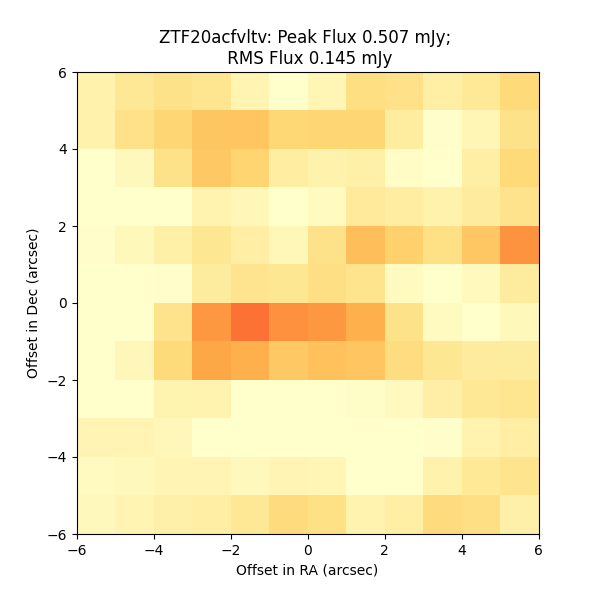 ZTF20acfvltv: Peak Flux 0.507 mJy;
RMS Flux 0.145 mJy
6
4
2
0
−2
−4
−6
Offset in Dec (arcsec)
−6 −4 −2 0 2 4 6
Offset in RA (arcsec)